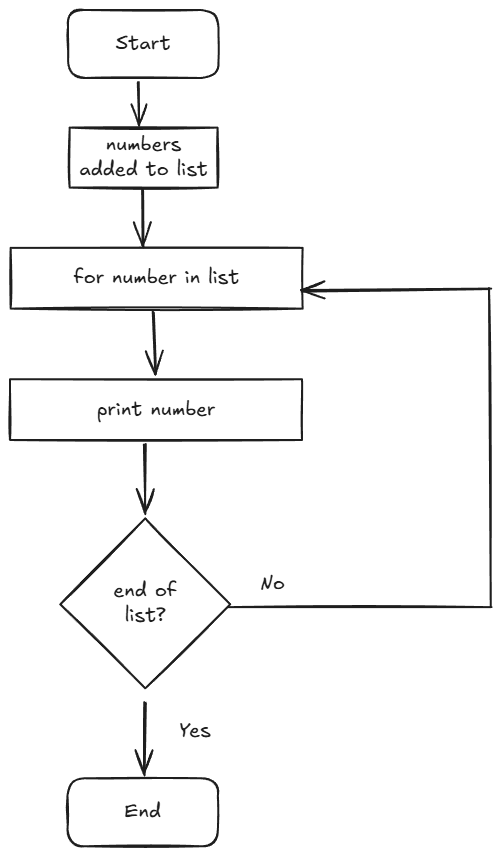 Start
numbers
added to list
for number in list
print number
end of
list?
No
Yes
End